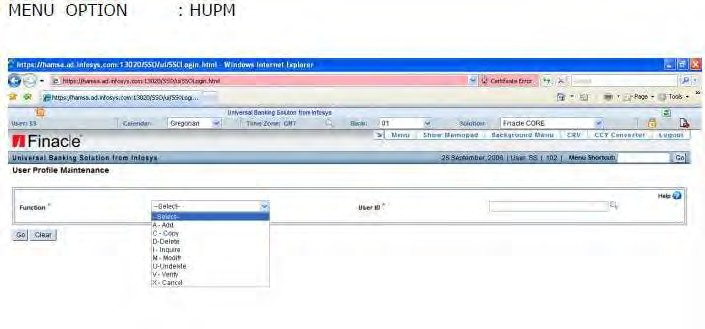 MENU OPTION : HUPM
https://hamsa.ad.infosys.com:13020/SSO/ui/SSOLogin.html - Windows Internet Explorer
https://hamsa.ad.infosys.com:13020/SSO/ui/SSOLogin.html Certificate Error
https://hamsa.ad.infosys.com:13020/SSO/ui/SSOLogi... Page Tools
Universal Banking Solution from Infosys
User: SS Calendar: Gregorian Time Zone: GMT Bank: 01 Solution: Finacle CORE
Finacle Menu Show Memopad Background Menu CRV CCY Converter Logout
Universal Banking Solution from Infosys 26 September, 2006 | User: SS | 102 | Menu Shortcut: Go
User Profile Maintenance
Help
Function * --Select-- User ID *
--Select--
A - Add
C - Copy
D-Delete
I - Inquire
M - Modify
U-Undelete
V - Verify
X - Cancel
Go Clear